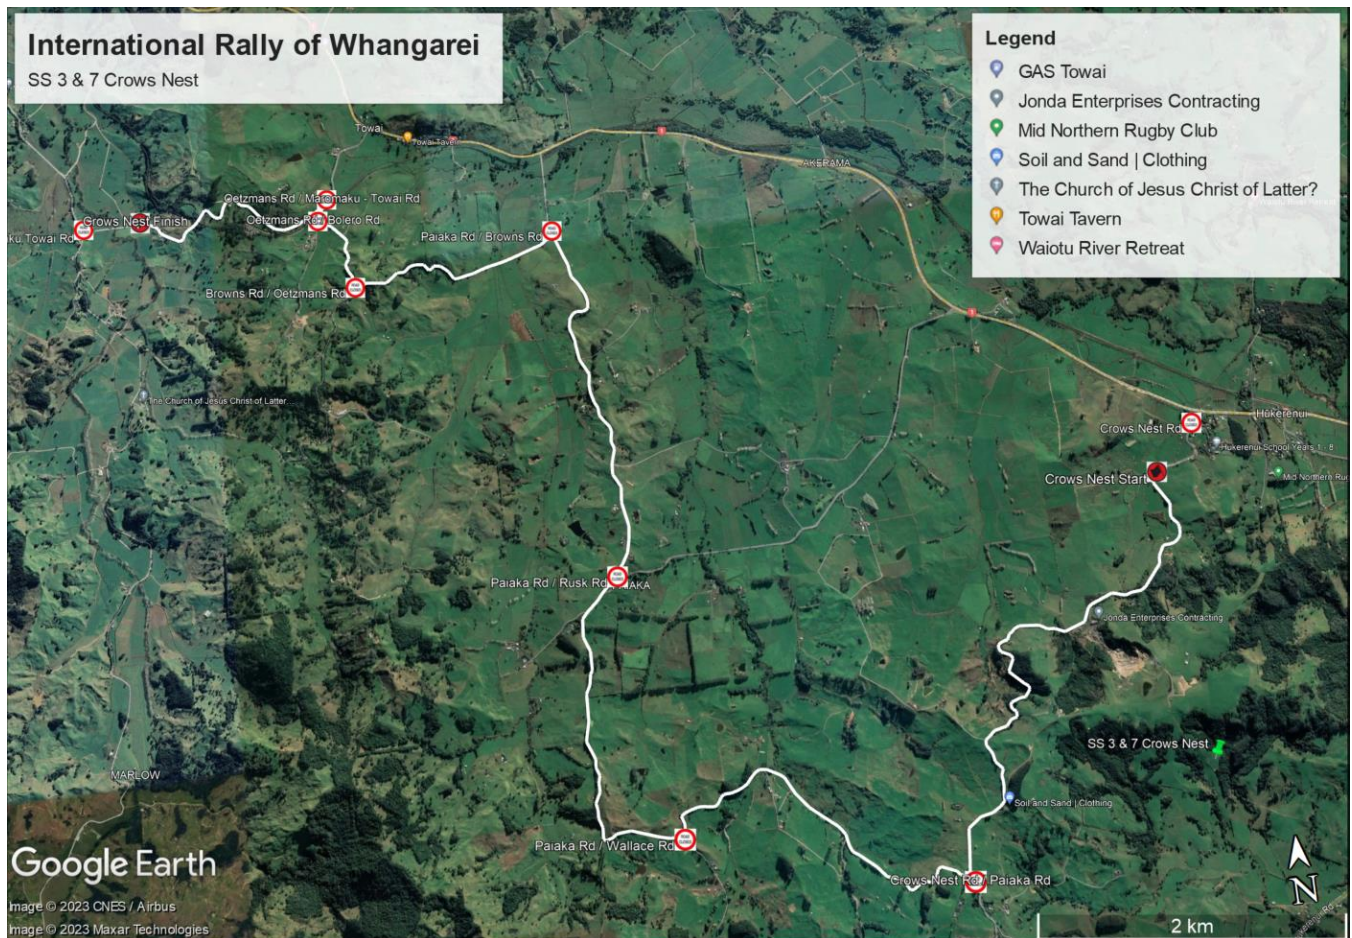 International Rally of Whangarei
SS 3 & 7 Crows Nest
Legend
GAS Towai
Jonda Enterprises Contracting
Mid Northern Rugby Club
Soil and Sand | Clothing
The Church of Jesus Christ of Latter?
Towai Tavern
Waiotu River Retreat
Towai
Towai Taver
AKERAMA
Oetzmans Rd / Maromaku - Towai Rd
Crows Nest Finish
Oetzmans Rd / Bolero Rd
ku Towai Rd
Paiaka Rd / Browns Rd
Browns Rd / Oetzmans Rd
The Church of Jesus Christ of Latter...
Hukerenui
Crows Nest Rd
Hukerenui School Years 1 - 8
Crows Nest Start
Mid Northern Rug
Paiaka Rd / Rusk Rd
AKA
Jonda Enterprises Contracting
SS 3 & 7 Crows Nest
MARLOW
Soil and Sand | Clothing
Paiaka Rd / Wallace Rd
Crows Nest Rd / Paiaka Rd
Google Earth
Image © 2023 CNES / Airbus
Image © 2023 Maxar Technologies
N
2 km